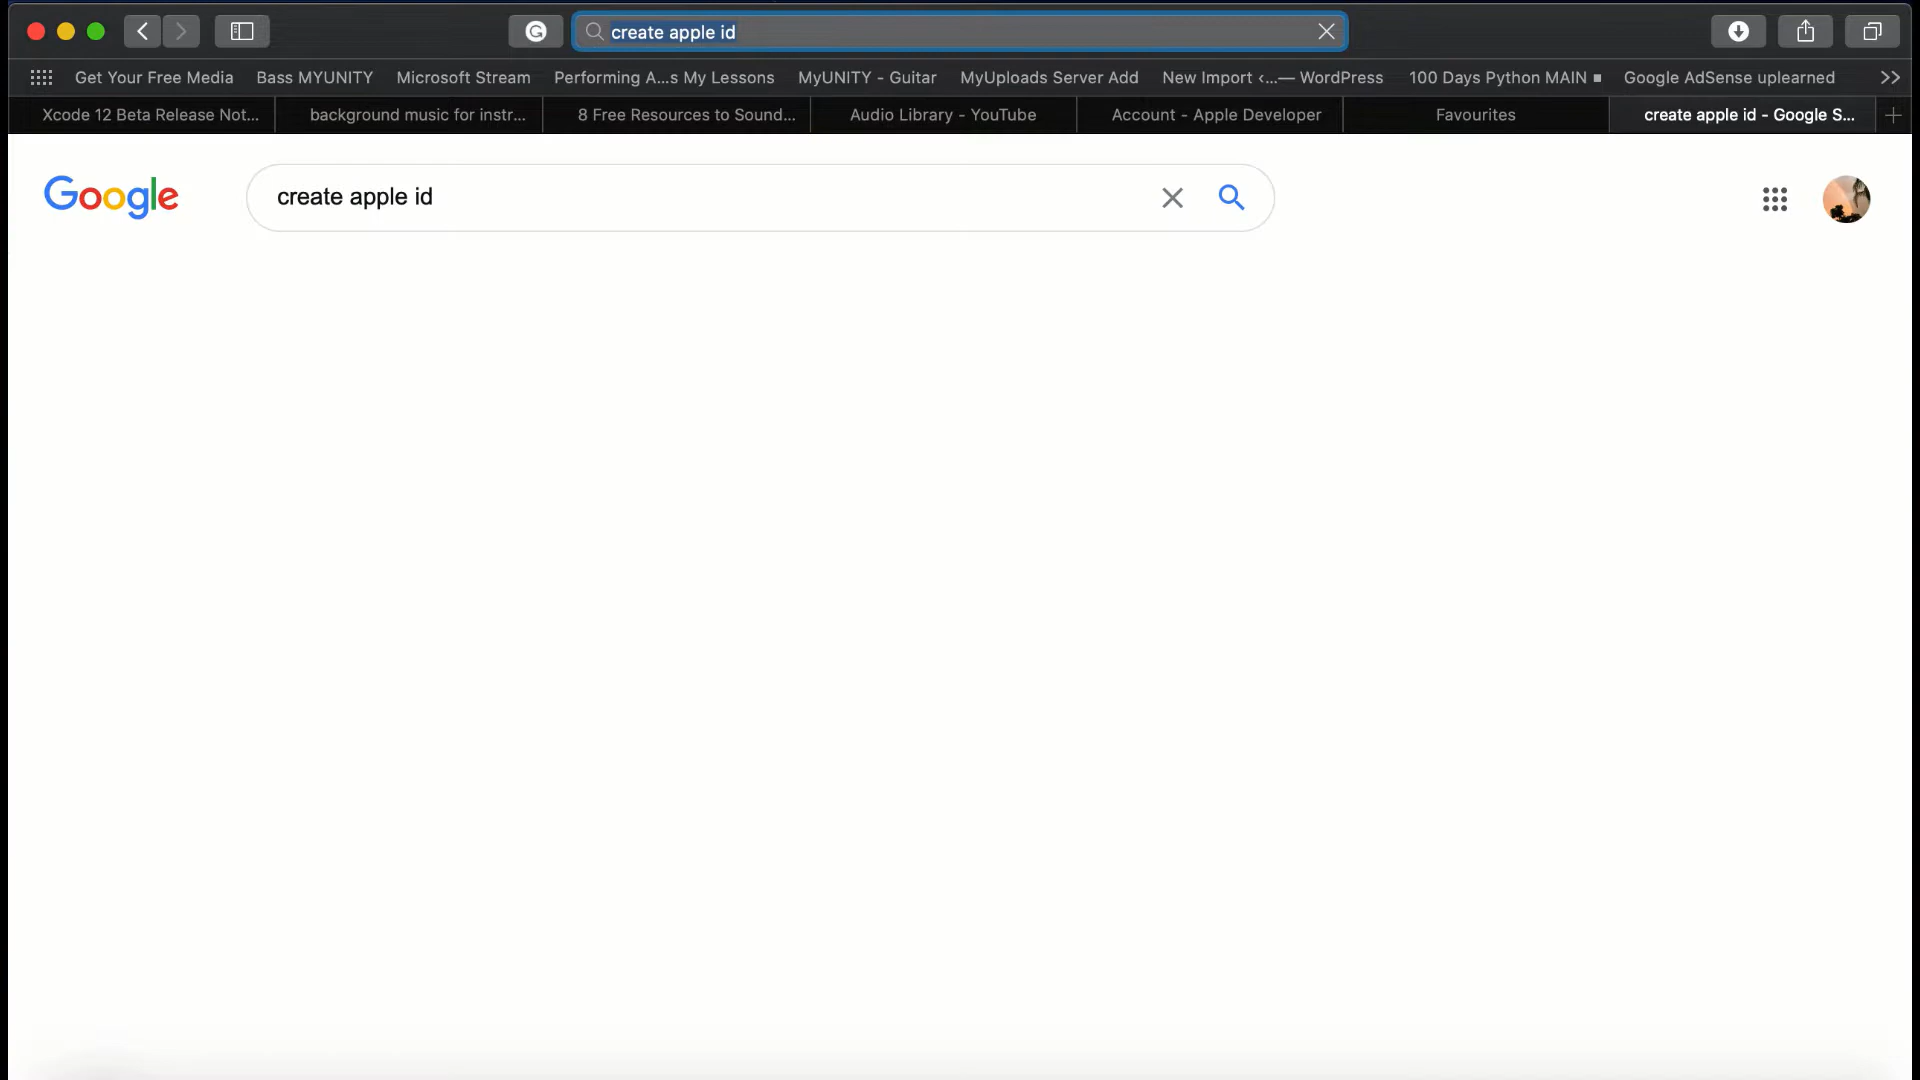 create apple id
Get Your Free Media Bass MYUNITY Microsoft Stream Performing A...s My Lessons MyUNITY - Guitar MyUploads Server Add New Import <...— WordPress 100 Days Python MAIN Google AdSense uplearned
Xcode 12 Beta Release Not... background music for instr... 8 Free Resources to Sound... Audio Library - YouTube Account - Apple Developer Favourites create apple id - Google S...
Google create apple id